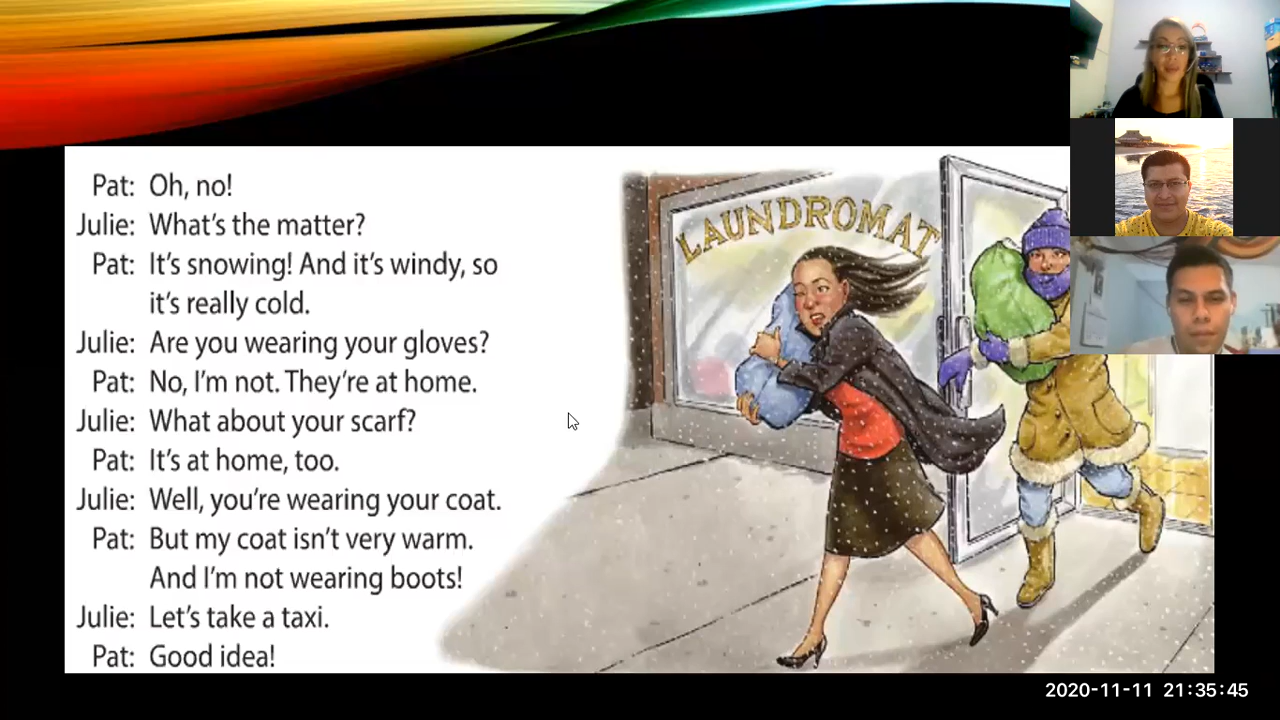 Pat: Oh, no!
Julie: What's the matter?
Pat: It's snowing! And it's windy, so
it's really cold.
Julie: Are you wearing your gloves?
Pat: No, I'm not. They're at home.
Julie: What about your scarf?
Pat: It's at home, too.
Julie: Well, you're wearing your coat.
Pat: But my coat isn't very warm.
And I'm not wearing boots!
Julie: Let's take a taxi.
Pat: Good idea!
LAUNDROMAT
2020-11-11 21:35:45